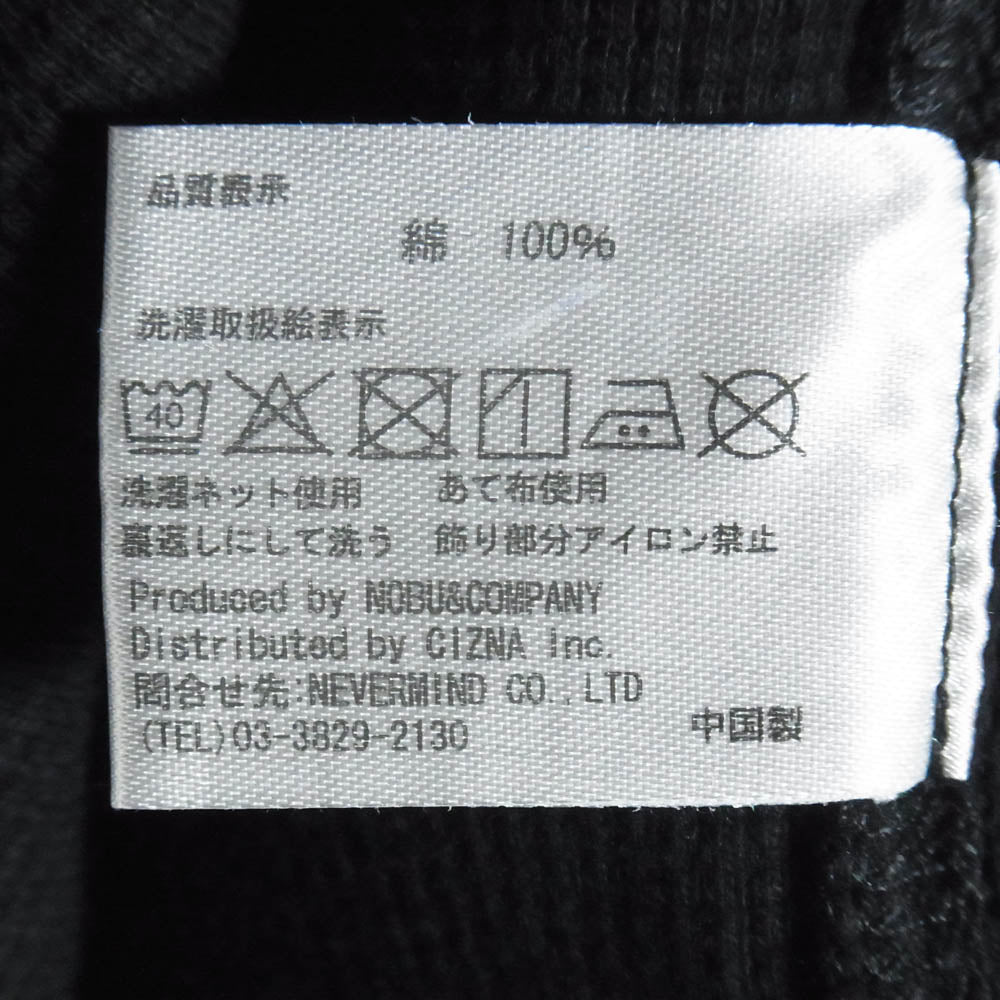 品質表示
綿 100%
洗濯取扱絵表示
40
洗濯ネット使用 あて布使用
裏返しにして洗う 飾り部分アイロン禁止
Produced by NOBU&COMPANY
Distributed by CIZNA Inc.
問合せ先:NEVERMIND CO.,LTD
(TEL)03-3829-2130
中国製